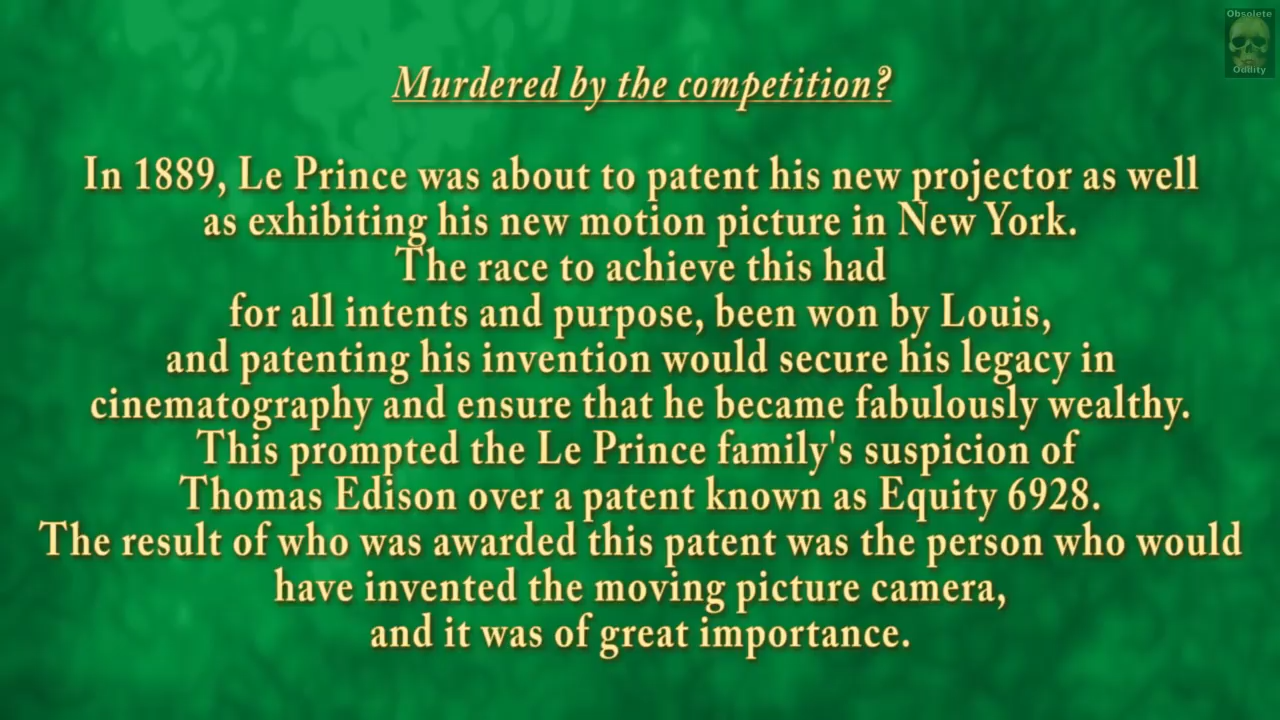 Obsolete
Oddity
Murdered by the competition?
In 1889, Le Prince was about to patent his new projector as well
as exhibiting his new motion picture in New York.
The race to achieve this had
for all intents and purpose, been won by Louis,
and patenting his invention would secure his legacy in
cinematography and ensure that he became fabulously wealthy.
This prompted the Le Prince family's suspicion of
Thomas Edison over a patent known as Equity 6928.
The result of who was awarded this patent was the person who would
have invented the moving picture camera,
and it was of great importance.